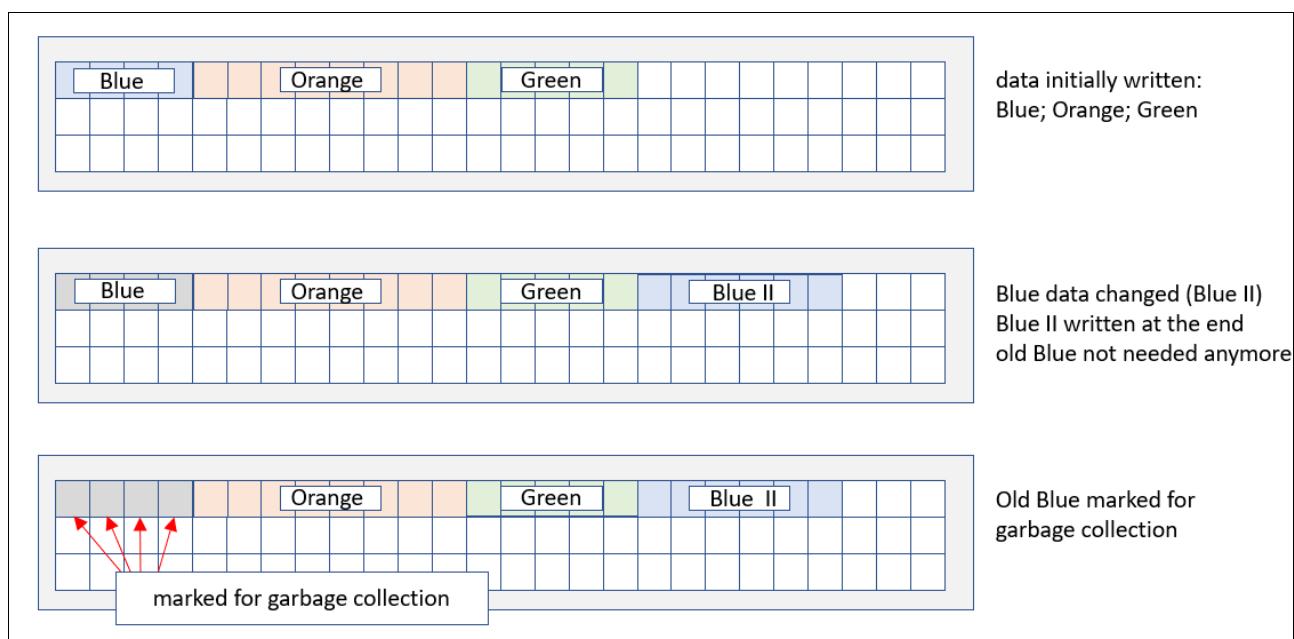 Blue
Orange
Green
data initially written:
Blue; Orange; Green
Blue
Orange
Green
Blue II
Blue data changed (Blue II)
Blue II written at the end
old Blue not needed anymore
Orange
Green
Blue II
Old Blue marked for
garbage collection
marked for garbage collection